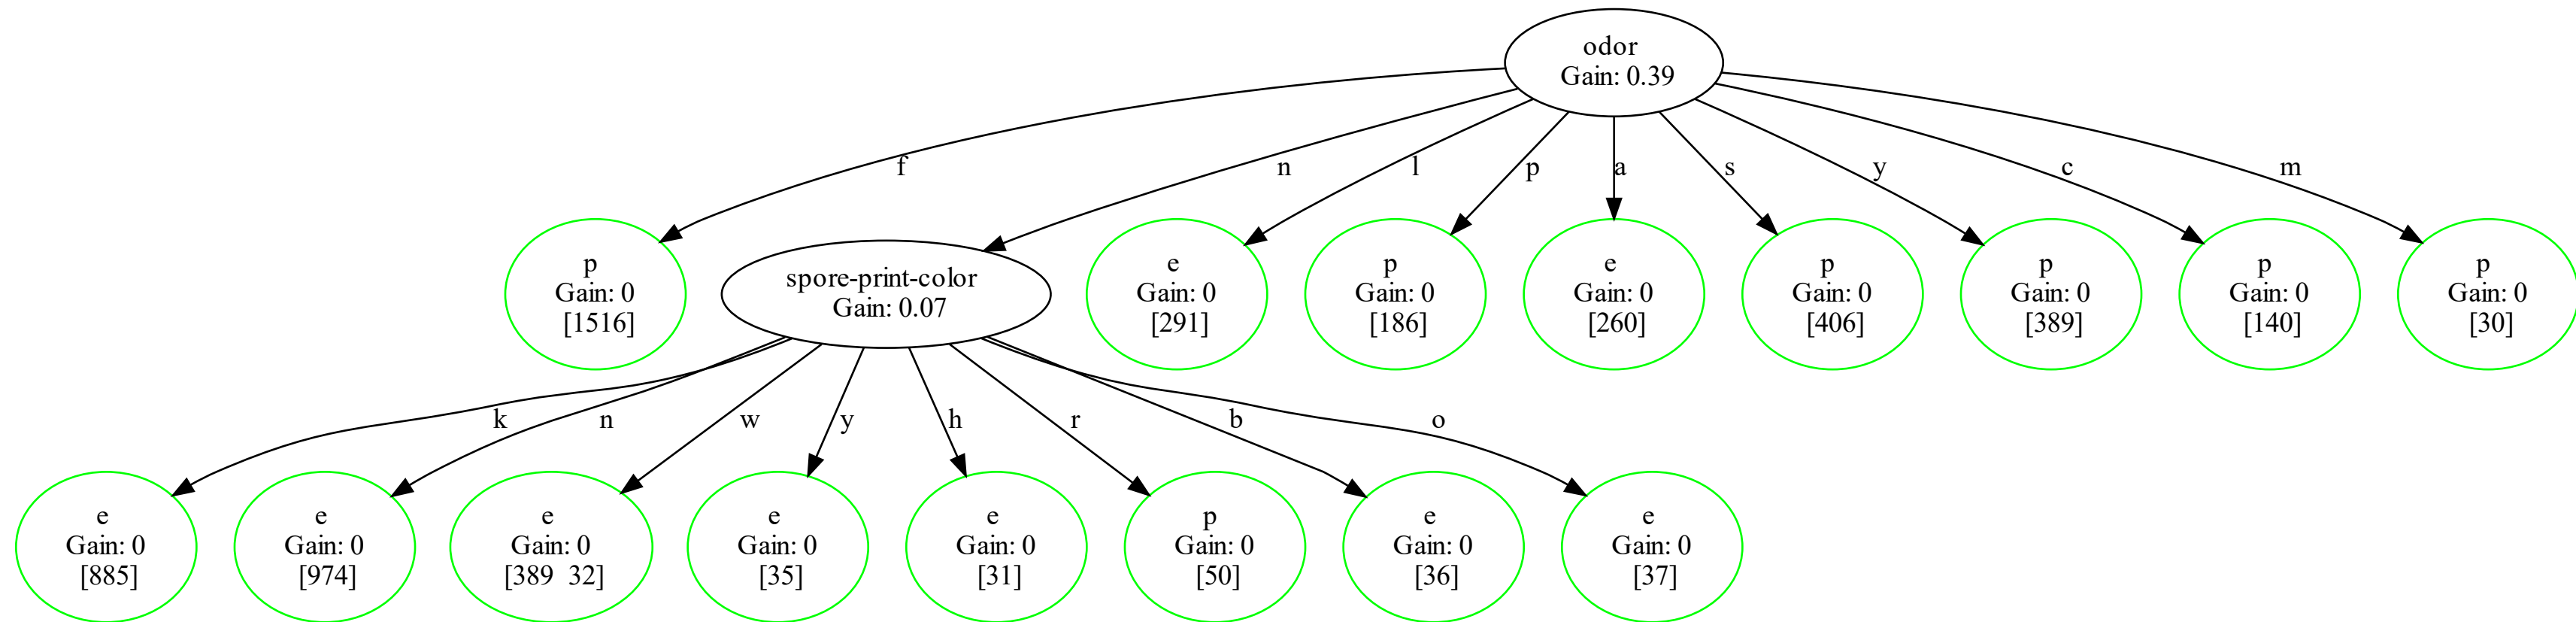 odor
Gain: 0.39
f
n
l
p
a
s
y
c
m
p
Gain: 0
[1516]
spore-print-color
Gain: 0.07
e
Gain: 0
[291]
p
Gain: 0
[186]
e
Gain: 0
[260]
p
Gain: 0
[406]
p
Gain: 0
[389]
p
Gain: 0
[140]
p
Gain: 0
[30]
k
n
w
y
h
r
b
o
e
Gain: 0
[885]
e
Gain: 0
[974]
e
Gain: 0
[389  32]
e
Gain: 0
[35]
e
Gain: 0
[31]
p
Gain: 0
[50]
e
Gain: 0
[36]
e
Gain: 0
[37]